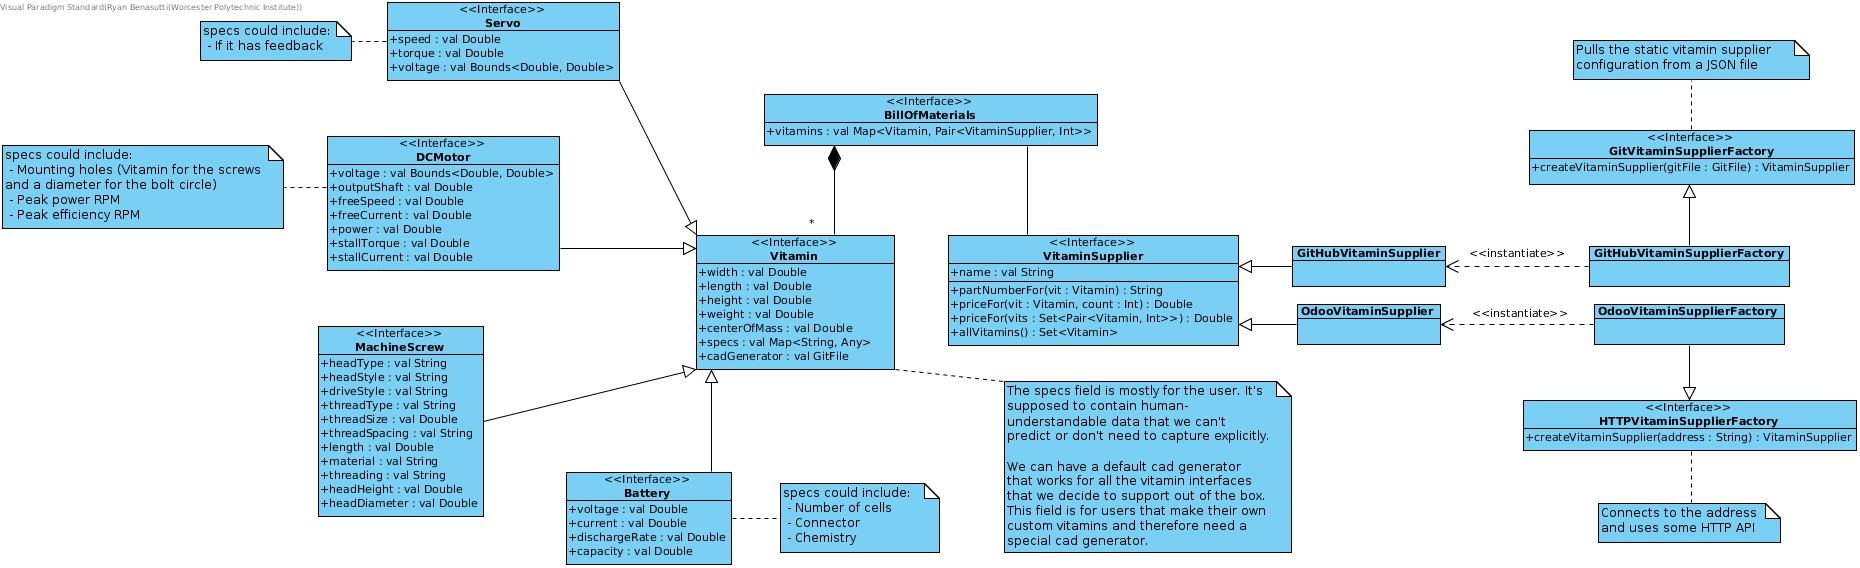 Visual Paradigm Standard(Ryan Benasutti(Worcester Polytechnic Institute))
specs could include:
- If it has feedback
<<Interface>>
Servo
+speed : val Double
+torque : val Double
+voltage : val Bounds<Double, Double>
specs could include:
- Mounting holes (Vitamin for the screws
and a diameter for the bolt circle)
- Peak power RPM
- Peak efficiency RPM
<<Interface>>
DCMotor
+voltage : val Bounds<Double, Double>
+outputShaft : val Double
+freeSpeed : val Double
+freeCurrent : val Double
+power : val Double
+stallTorque : val Double
+stallCurrent : val Double
<<Interface>>
BillOfMaterials
+vitamins : val Map<Vitamin, Pair<VitaminSupplier, Int>>
*
<<Interface>>
Vitamin
+width : val Double
+length : val Double
+height : val Double
+weight : val Double
+centerOfMass : val Double
+specs : val Map<String, Any>
+cadGenerator : val GitFile
<<Interface>>
VitaminSupplier
+name : val String
+partNumberFor(vit : Vitamin) : String
+priceFor(vit : Vitamin, count : Int) : Double
+priceFor(vits : Set<Pair<Vitamin, Int>>) : Double
+allVitamins() : Set<Vitamin>
Pulls the static vitamin supplier
configuration from a JSON file
<<Interface>>
GitVitaminSupplierFactory
+createVitaminSupplier(gitFile : GitFile) : VitaminSupplier
GitHubVitaminSupplier
<<instantiate>>
GitHubVitaminSupplierFactory
OdooVitaminSupplier
<<instantiate>>
OdooVitaminSupplierFactory
<<Interface>>
HTTPVitaminSupplierFactory
+createVitaminSupplier(address : String) : VitaminSupplier
Connects to the address
and uses some HTTP API
<<Interface>>
MachineScrew
+headType : val String
+headStyle : val String
+driveStyle : val String
+threadType : val String
+threadSize : val Double
+threadSpacing : val String
+length : val Double
+material : val String
+threading : val String
+headHeight : val Double
+headDiameter : val Double
<<Interface>>
Battery
+voltage : val Double
+current : val Double
+dischargeRate : val Double
+capacity : val Double
specs could include:
- Number of cells
- Connector
- Chemistry
The specs field is mostly for the user. It's
supposed to contain human-
understandable data that we can't
predict or don't need to capture explicitly.
We can have a default cad generator
that works for all the vitamin interfaces
that we decide to support out of the box.
This field is for users that make their own
custom vitamins and therefore need a
special cad generator.